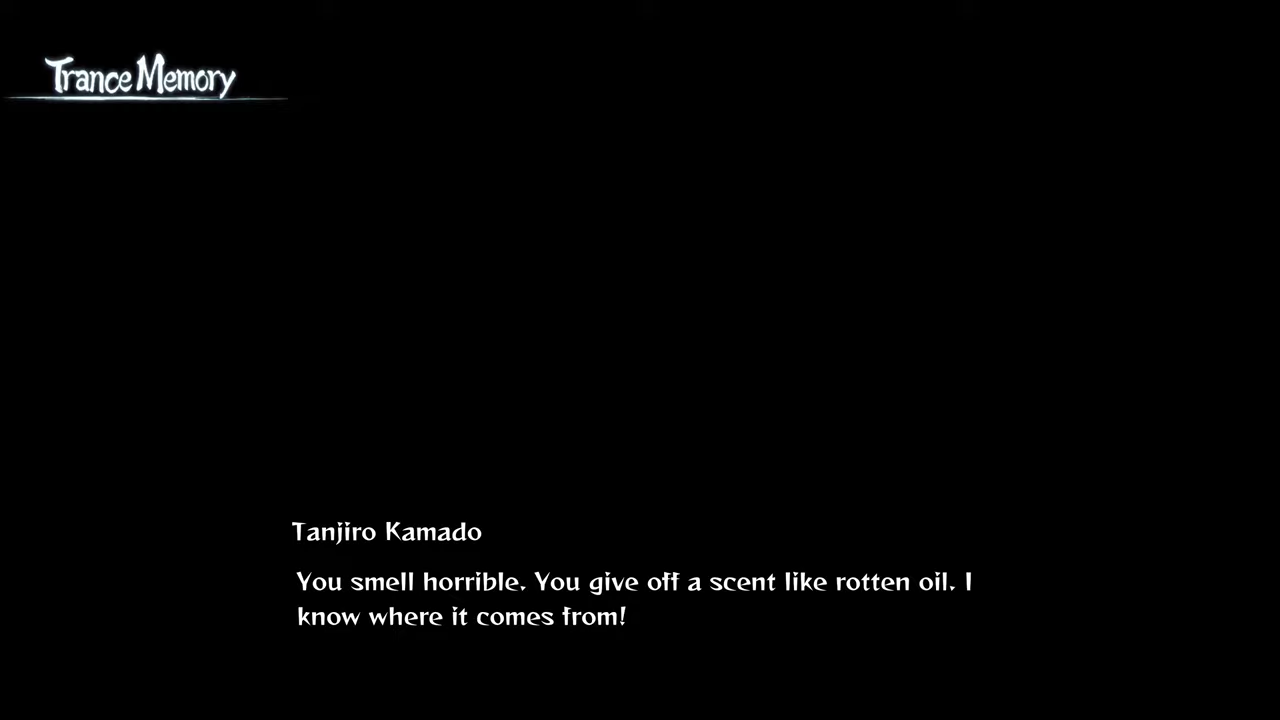 Trance Memory
Tanjiro Kamado
You smell horrible. You give off a scent like rotten oil. I
know where it comes from!